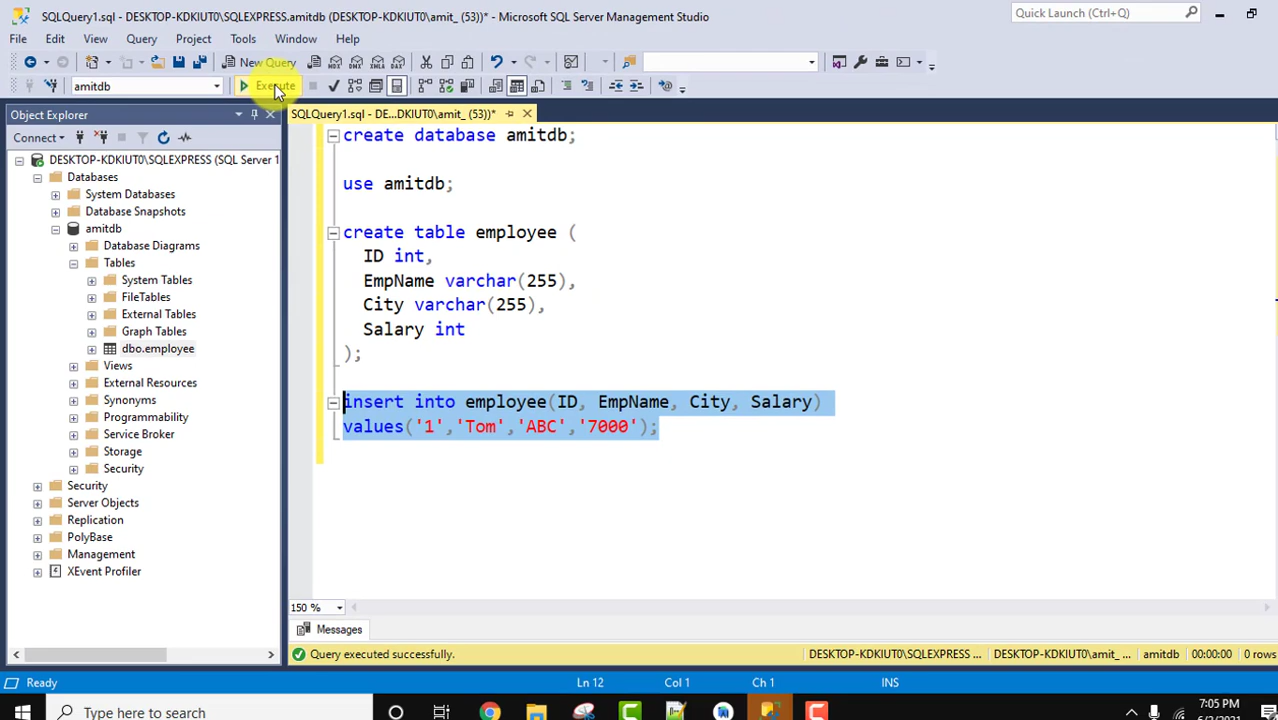 SQLQuery1.sql - DESKTOP-KDKIUT0\SQLEXPRESS.amitdb (DESKTOP-KDKIUT0\amit_ (53))* - Microsoft SQL Server Management Studio
Quick Launch (Ctrl+Q)
File Edit View Query Project Tools Window Help
New Query
amitdb Execute
Object Explorer
SQLQuery1.sql - DE...DKIUT0\amit_ (53))*
Connect
DESKTOP-KDKIUT0\SQLEXPRESS (SQL Server 1
Databases
System Databases
Database Snapshots
amitdb
Database Diagrams
Tables
System Tables
FileTables
External Tables
Graph Tables
dbo.employee
Views
External Resources
Synonyms
Programmability
Service Broker
Storage
Security
Security
Server Objects
Replication
PolyBase
Management
XEvent Profiler
create database amitdb;
use amitdb;
create table employee (
ID int,
EmpName varchar(255),
City varchar(255),
Salary int
);
insert into employee(ID, EmpName, City, Salary)
values('1','Tom','ABC','7000');
150 %
Messages
Query executed successfully. DESKTOP-KDKIUT0\SQLEXPRESS ... DESKTOP-KDKIUT0\amit_ ... amitdb 00:00:00 0 rows
Ready Ln 12 Col 1 Ch 1 INS
Type here to search
7:05 PM